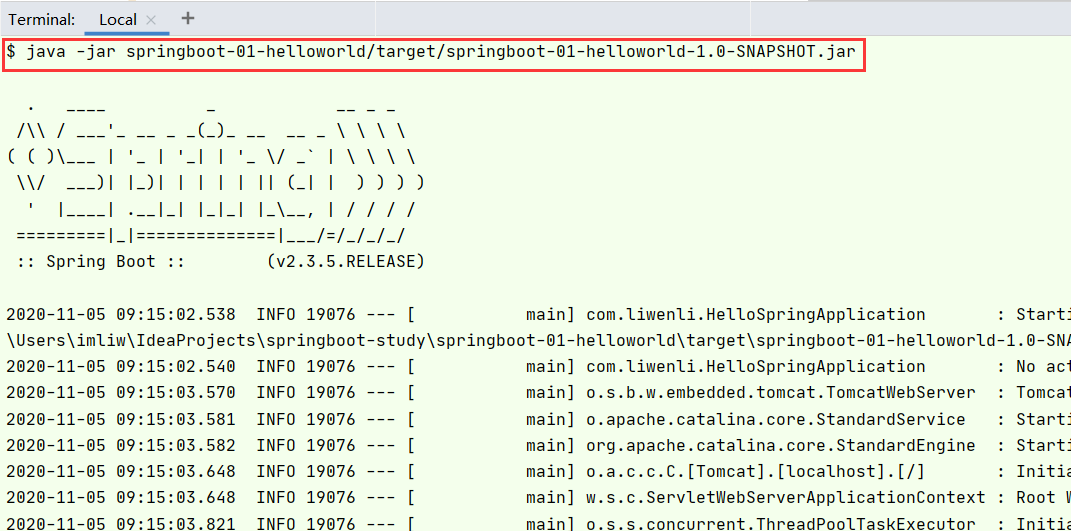 Terminal: Local × +
$ java -jar springboot-01-helloworld/target/springboot-01-helloworld-1.0-SNAPSHOT.jar
  .   ____          _            __ _ _
 /\\ / ___'_ __ _ _(_)_ __  __ _ \ \ \ \
( ( )\___ | '_ | '_| | '_ \/ _` | \ \ \ \
 \\/  ___)| |_)| | | | | || (_| |  ) ) ) )
  '  |____| .__|_| |_|_| |_\__, | / / / /
 =========|_|==============|___/=/_/_/_/
 :: Spring Boot ::        (v2.3.5.RELEASE)
2020-11-05 09:15:02.538  INFO 19076 --- [           main] com.liwenli.HelloSpringApplication       : Starti
\Users\imliw\IdeaProjects\springboot-study\springboot-01-helloworld\target\springboot-01-helloworld-1.0-SNA
2020-11-05 09:15:02.540  INFO 19076 --- [           main] com.liwenli.HelloSpringApplication       : No act
2020-11-05 09:15:03.570  INFO 19076 --- [           main] o.s.b.w.embedded.tomcat.TomcatWebServer  : Tomcat
2020-11-05 09:15:03.581  INFO 19076 --- [           main] o.apache.catalina.core.StandardService   : Starti
2020-11-05 09:15:03.582  INFO 19076 --- [           main] org.apache.catalina.core.StandardEngine  : Starti
2020-11-05 09:15:03.648  INFO 19076 --- [           main] o.a.c.c.C.[Tomcat].[localhost].[/]       : Initia
2020-11-05 09:15:03.648  INFO 19076 --- [           main] w.s.c.ServletWebServerApplicationContext : Root W
2020-11-05 09:15:03.821  INFO 19076 --- [           main] o.s.s.concurrent.ThreadPoolTaskExecutor  : Initia